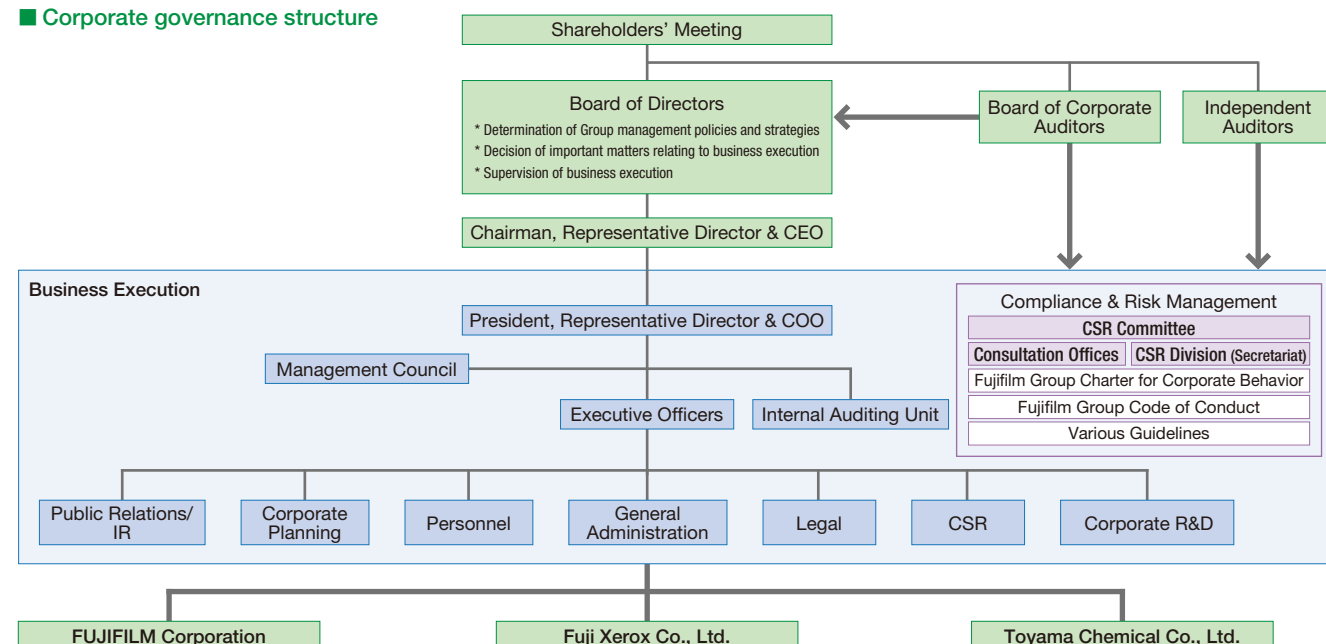 ■ Corporate governance structure
Shareholders' Meeting
Board of Directors
* Determination of Group management policies and strategies
* Decision of important matters relating to business execution
* Supervision of business execution
Board of Corporate
Auditors
Independent
Auditors
Chairman, Representative Director & CEO
Business Execution
President, Representative Director & COO
Management Council
Executive Officers
Internal Auditing Unit
Compliance & Risk Management
CSR Committee
Consultation Offices
CSR Division (Secretariat)
Fujifilm Group Charter for Corporate Behavior
Fujifilm Group Code of Conduct
Various Guidelines
Public Relations/
IR
Corporate
Planning
Personnel
General
Administration
Legal
CSR
Corporate R&D
FUJIFILM Corporation
Fuji Xerox Co., Ltd.
Toyama Chemical Co., Ltd.